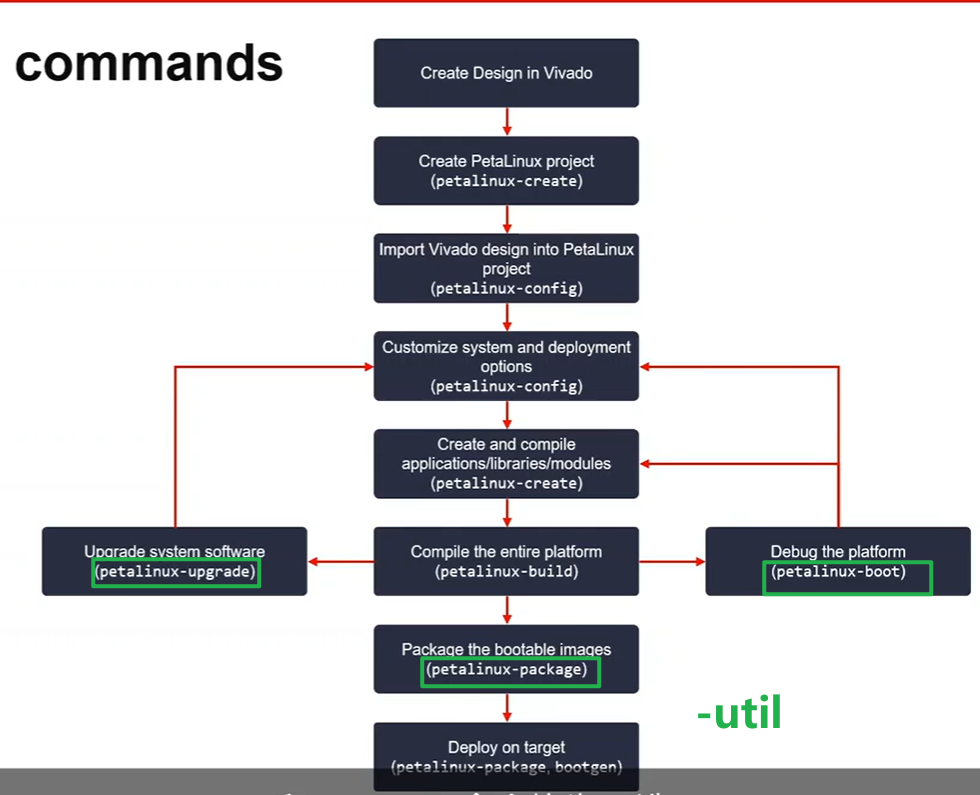 commands
Create Design in Vivado
Create PetaLinux project
(petalinux-create)
Import Vivado design into PetaLinux
project
(petalinux-config)
Customize system and deployment
options
(petalinux-config)
Create and compile
applications/libraries/modules
(petalinux-create)
Upgrade system software
(petalinux-upgrade)
Compile the entire platform
(petalinux-build)
Debug the platform
(petalinux-boot)
Package the bootable images
(petalinux-package)
-util
Deploy on target
(petalinux-package, bootgen)